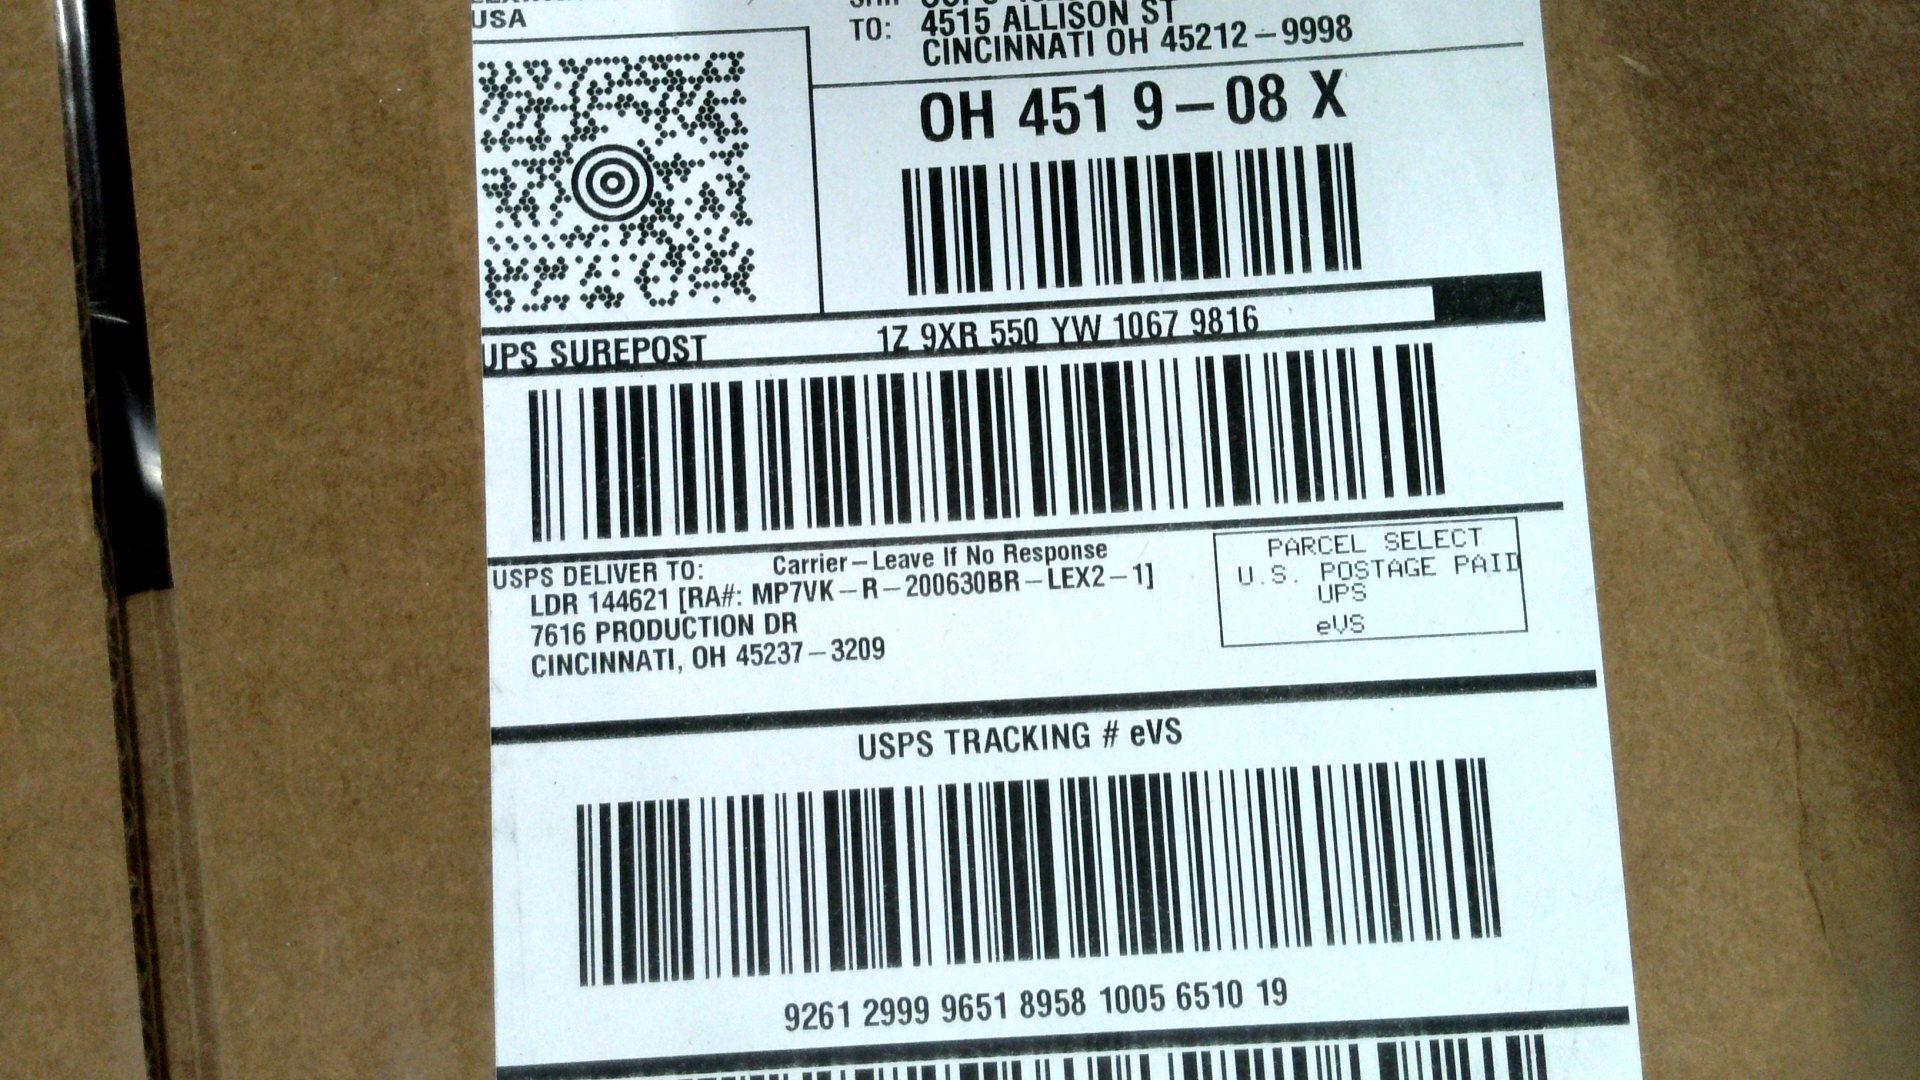 USA
TO: 4515 ALLISON ST
CINCINNATI OH 45212-9998
OH 451 9-08 X
UPS SUREPOST 1Z 9XR 550 YW 1067 9816
USPS DELIVER TO: Carrier-Leave If No Response
LDR 144621 [RA#: MP7VK-R-200630BR-LEX2-1]
7616 PRODUCTION DR
CINCINNATI, OH 45237-3209
PARCEL SELECT
U.S. POSTAGE PAID
UPS
eVS
USPS TRACKING # eVS
9261 2999 9651 8958 1005 6510 19